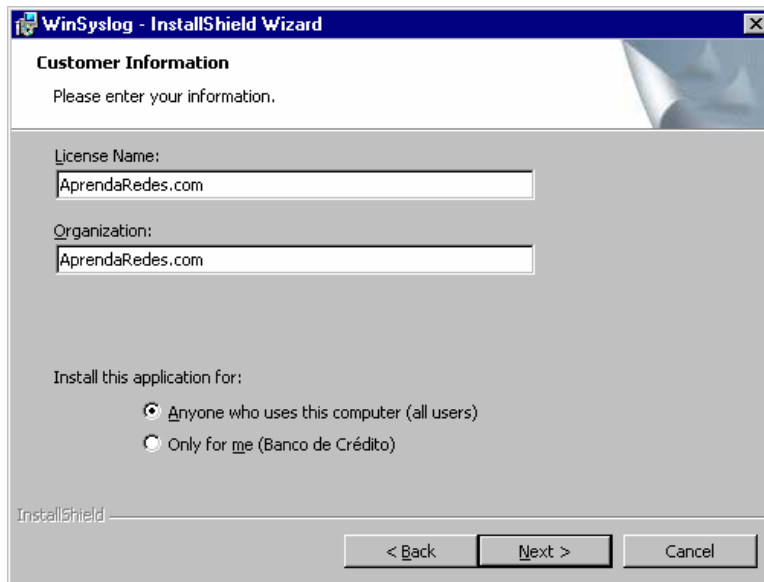 WinSyslog - InstallShield Wizard
Customer Information
Please enter your information.
License Name:
AprendaRedes.com
Organization:
AprendaRedes.com
Install this application for:
Anyone who uses this computer (all users)
Only for me (Banco de Crédito)
InstallShield
< Back Next > Cancel